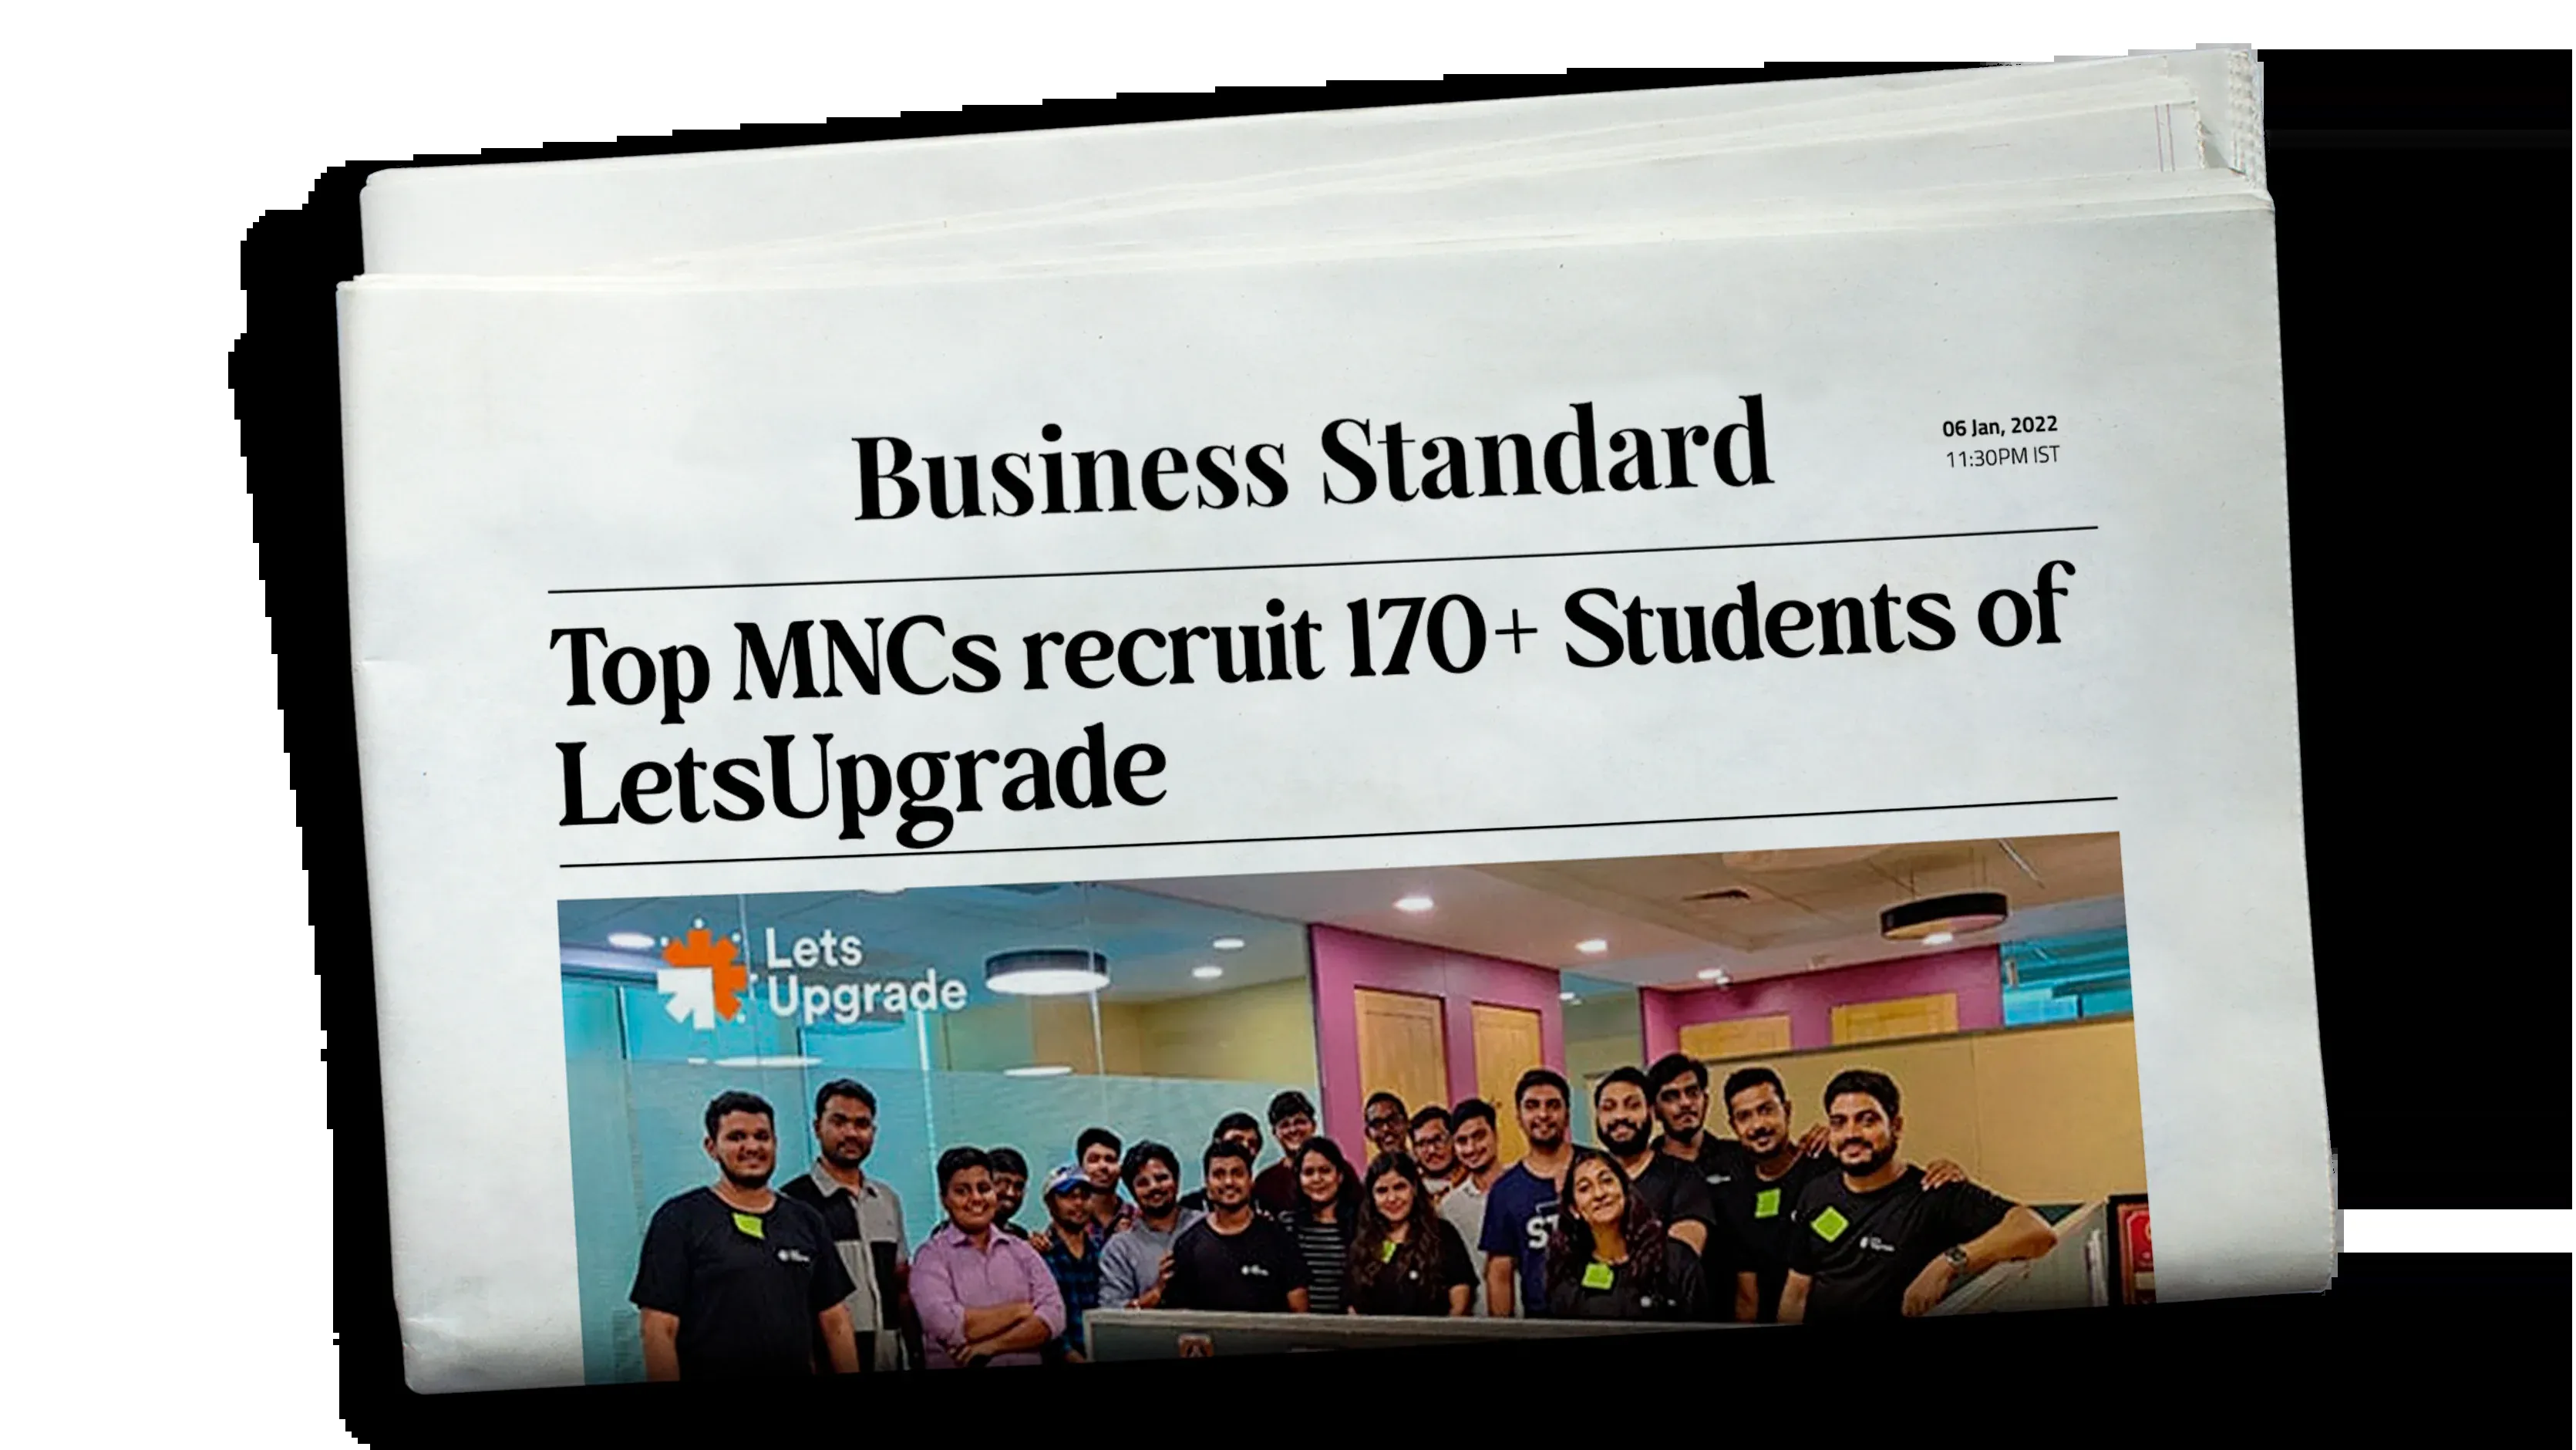 Business Standard
06 Jan, 2022
11:30PM IST
Top MNCs recruit 170+ Students of
LetsUpgrade
Lets
Upgrade